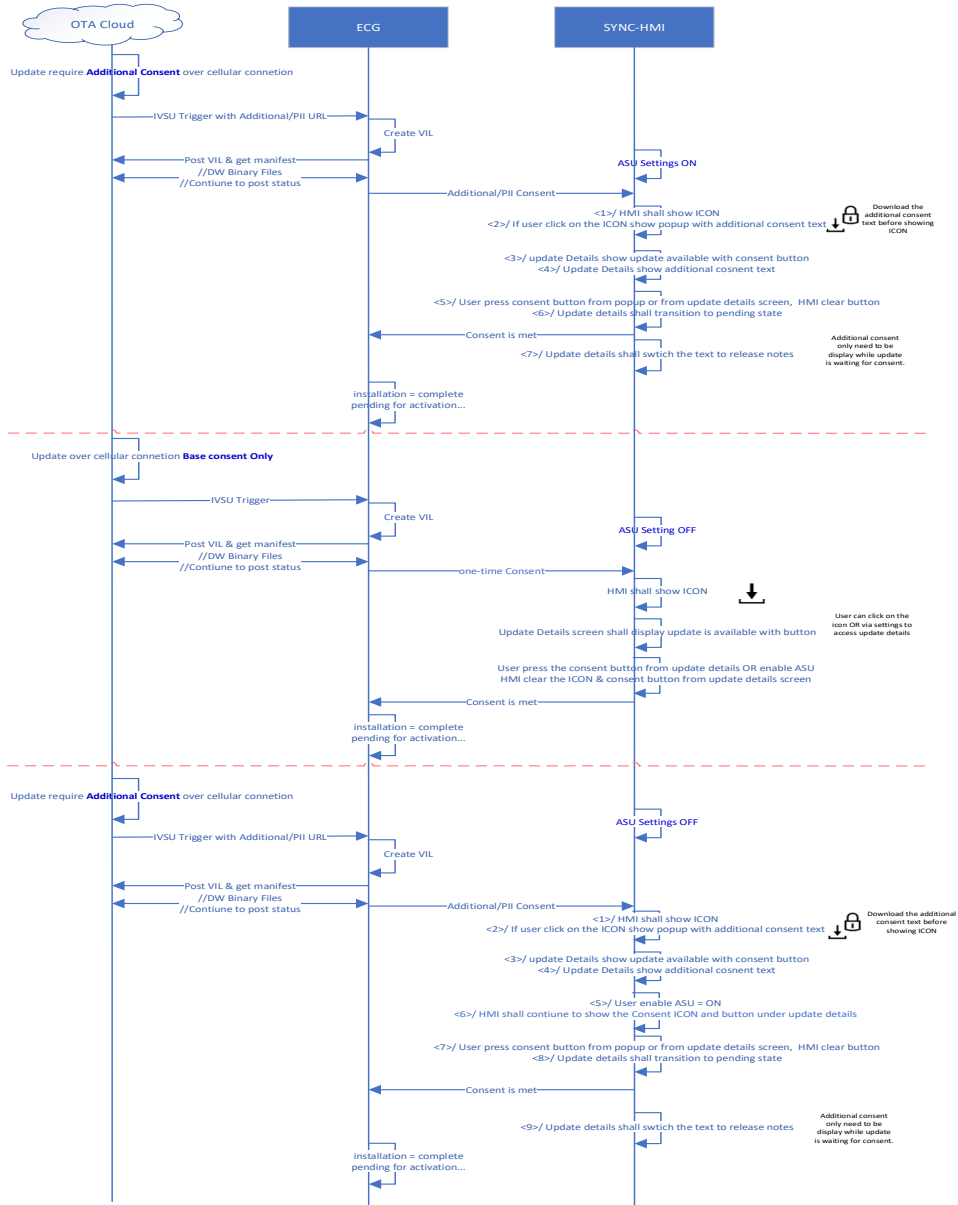 OTA Cloud
ECG
SYNC-HMI
Update require Additional Consent over cellular connetion
IVSU Trigger with Additional/PII URL
Create VIL
Post VIL & get manifest
//DW Binary Files
//Contiune to post status
ASU Settings ON
Additional/PII Consent
<1>/ HMI shall show ICON
<2>/ If user click on the ICON show popup with additional consent text
Download the
additional consent
text before showing
ICON
<3>/ update Details show update available with consent button
<4>/ Update Details show additional cosnent text
<5>/ User press consent button from popup or from update details screen,  HMI clear button
<6>/ Update details shall transition to pending state
Consent is met
<7>/ Update details shall swtich the text to release notes
Additional consent
only need to be
display while update
is waiting for consent.
installation = complete
pending for activation...
Update over cellular connetion Base consent Only
IVSU Trigger
Create VIL
ASU Setting OFF
Post VIL & get manifest
//DW Binary Files
//Contiune to post status
one-time Consent
HMI shall show ICON
User can click on the
icon OR via settings to
access update details
Update Details screen shall display update is available with button
User press the consent button from update details OR enable ASU
HMI clear the ICON & consent button from update details screen
Consent is met
installation = complete
pending for activation...
Update require Additional Consent over cellular connetion
IVSU Trigger with Additional/PII URL
ASU Settings OFF
Create VIL
Post VIL & get manifest
//DW Binary Files
//Contiune to post status
Additional/PII Consent
<1>/ HMI shall show ICON
<2>/ If user click on the ICON show popup with additional consent text
Download the additional
consent text before
showing ICON
<3>/ update Details show update available with consent button
<4>/ Update Details show additional cosnent text
<5>/ User enable ASU = ON
<6>/ HMI shall contiune to show the Consent ICON and button under update details
<7>/ User press consent button from popup or from update details screen,  HMI clear button
<8>/ Update details shall transition to pending state
Consent is met
<9>/ Update details shall swtich the text to release notes
Additional consent
only need to be
display while update
is waiting for consent.
installation = complete
pending for activation...